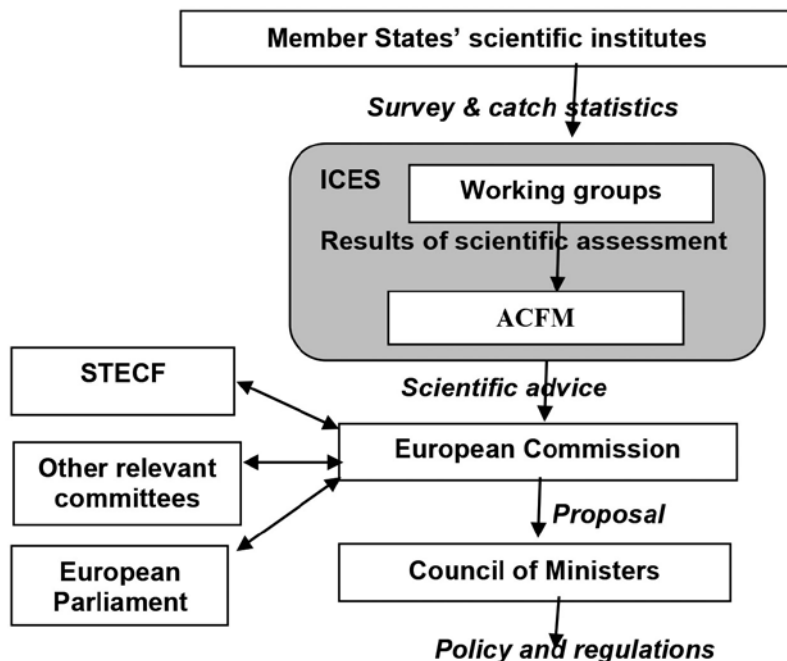 Member States' scientific institutes
Survey & catch statistics
ICES
Working groups
Results of scientific assessment
ACFM
Scientific advice
STECF
European Commission
Other relevant
committees
Proposal
European
Parliament
Council of Ministers
Policy and regulations